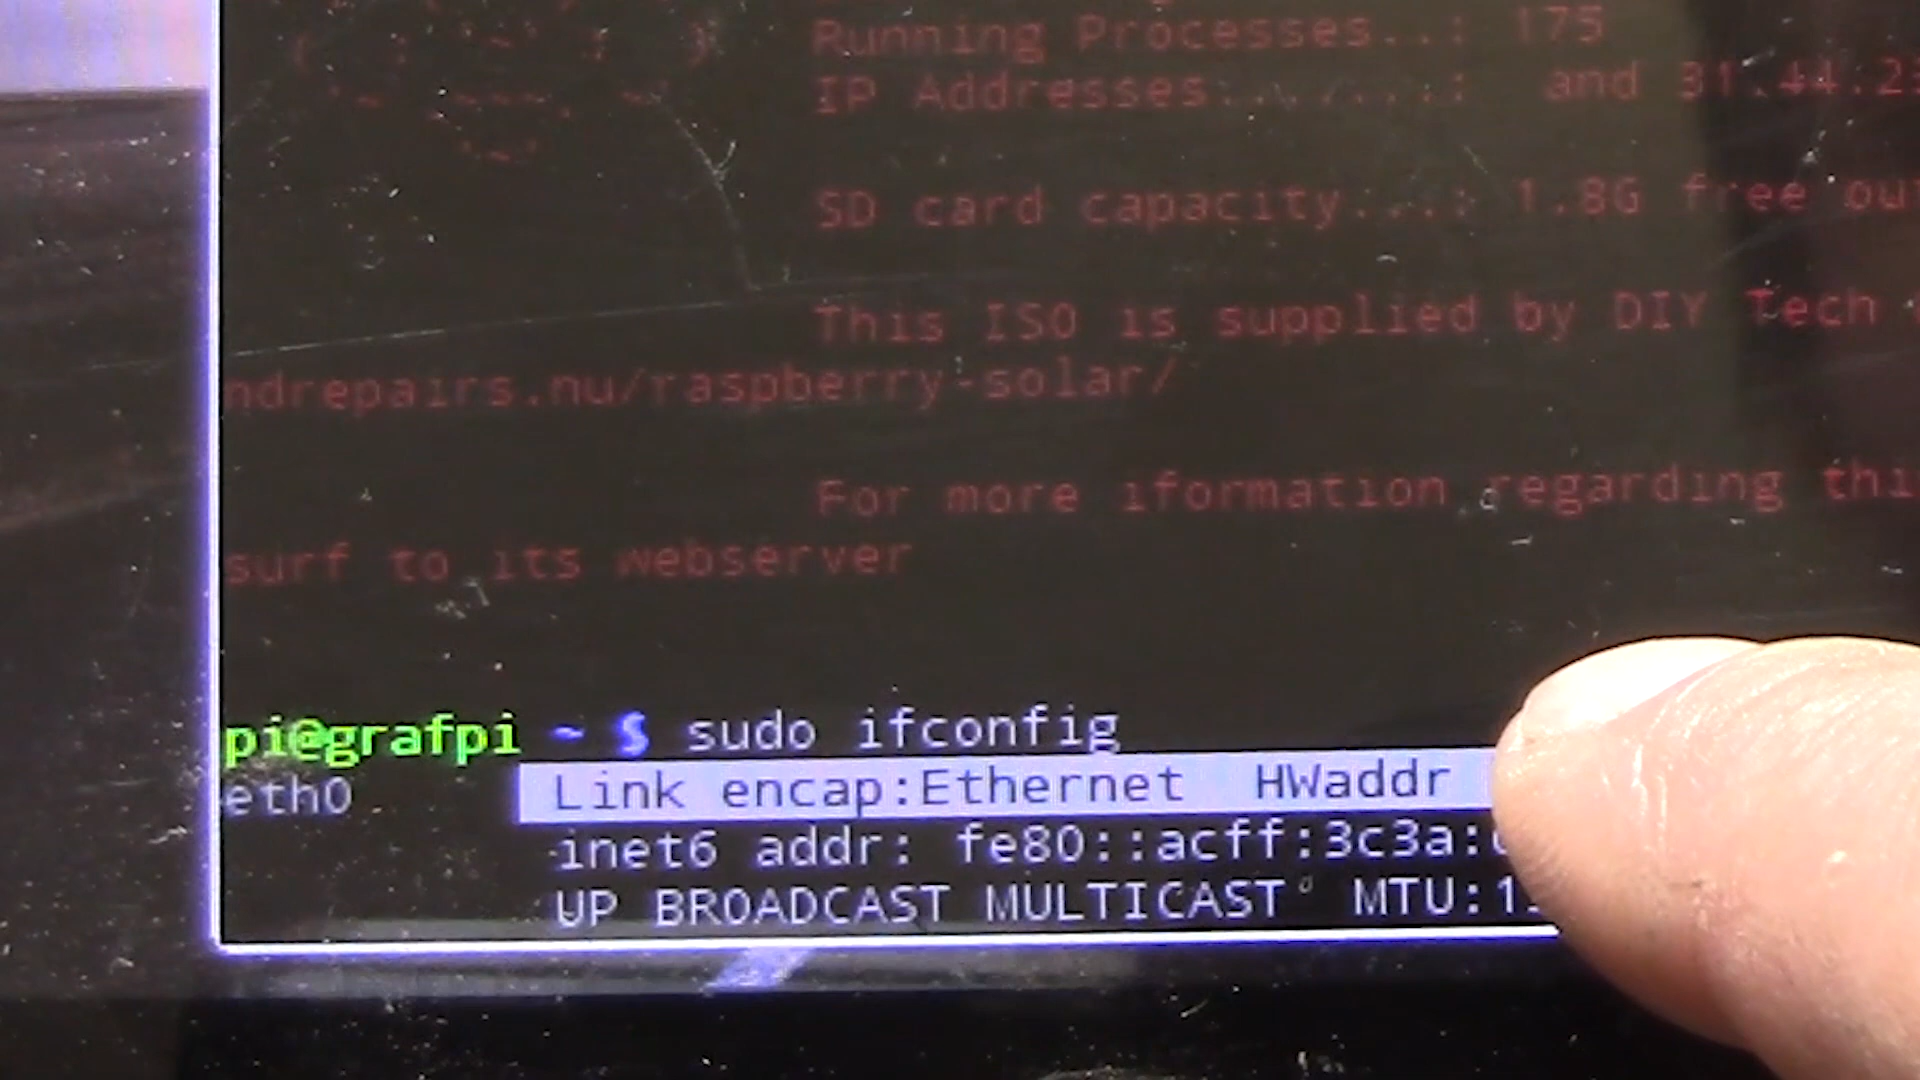 Running Processes..: 175
IP Addresses.........: and 31.44.2
SD card capacity....: 1.8G free ou
This ISO is supplied by DIY Tech
ndrepairs.nu/raspberry-solar/
For more iformation regarding thi
surf to its webserver
pi@grafpi ~ $ sudo ifconfig
eth0 Link encap:Ethernet HWaddr
inet6 addr: fe80::acff:3c3a:
UP BROADCAST MULTICAST MTU:1